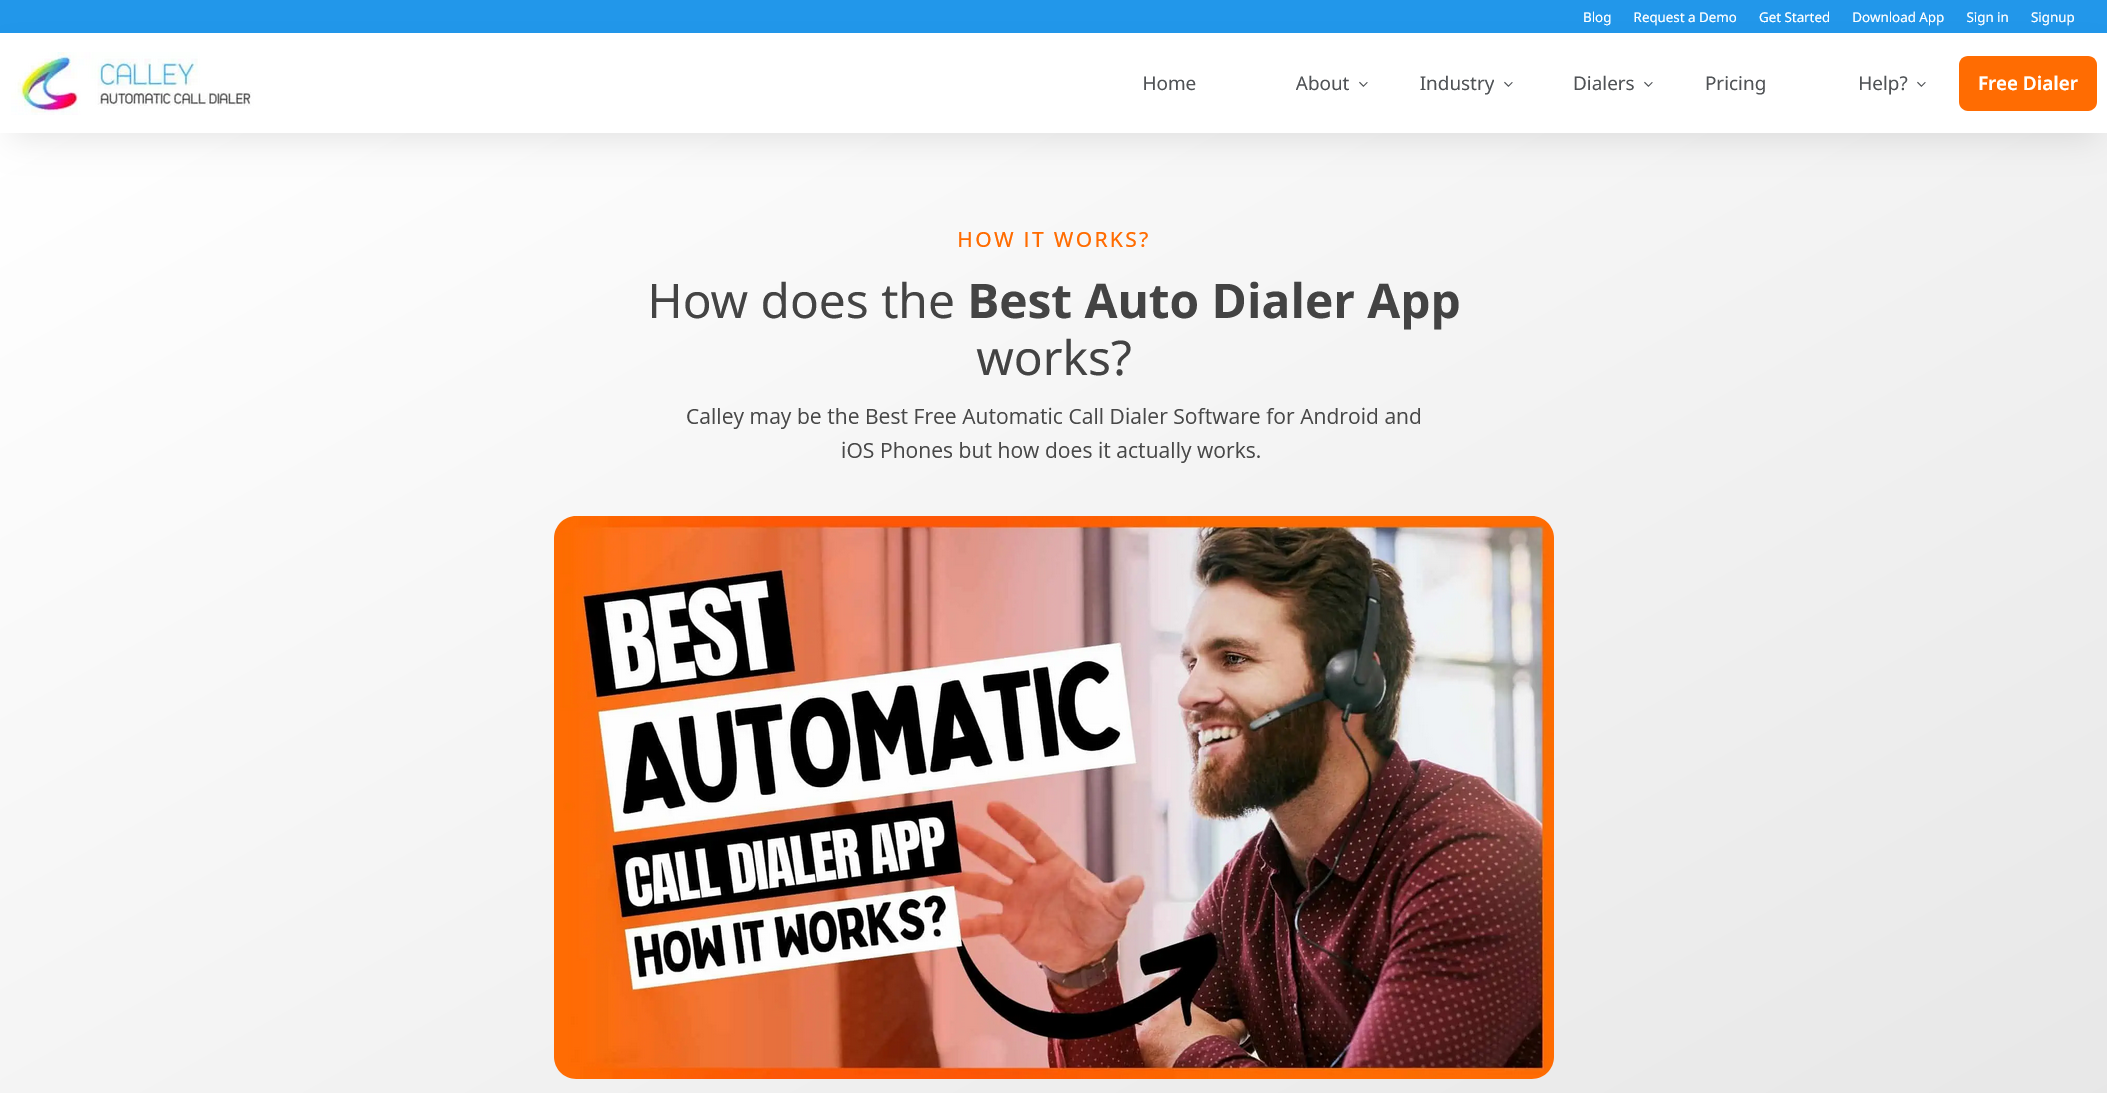 Blog Request a Demo Get Started Download App Sign in Signup
CALLEY
AUTOMATIC CALL DIALER
Home About Industry Dialers Pricing Help? Free Dialer
HOW IT WORKS?
How does the Best Auto Dialer App
works?
Calley may be the Best Free Automatic Call Dialer Software for Android and
iOS Phones but how does it actually works.
BEST
AUTOMATIC
CALL DIALER APP
HOW IT WORKS?